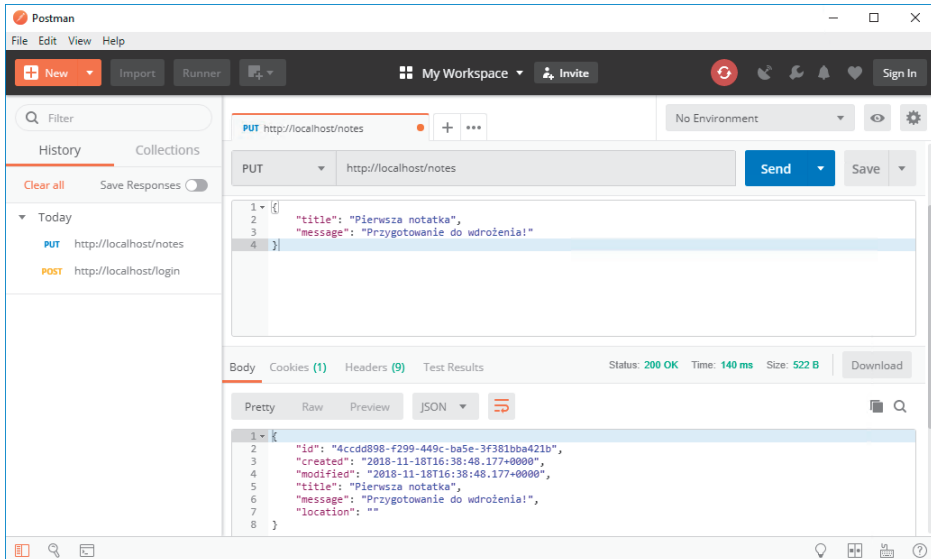 Postman
File Edit View Help
New Import Runner My Workspace Invite Sign In
Filter
History Collections
Clear all Save Responses
Today
PUT http://localhost/notes
POST http://localhost/login
PUT http://localhost/notes
No Environment
PUT http://localhost/notes Send Save
1 {
2 "title": "Pierwsza notatka",
3 "message": "Przygotowanie do wdrożenia!"
4 }
Body Cookies (1) Headers (9) Test Results Status: 200 OK Time: 140 ms Size: 522 B Download
Pretty Raw Preview JSON
1 {
2 "id": "4ccdd898-f299-449c-ba5e-3f381bba421b",
3 "created": "2018-11-18T16:38:48.177+0000",
4 "modified": "2018-11-18T16:38:48.177+0000",
5 "title": "Pierwsza notatka",
6 "message": "Przygotowanie do wdrożenia!",
7 "location": ""
8 }